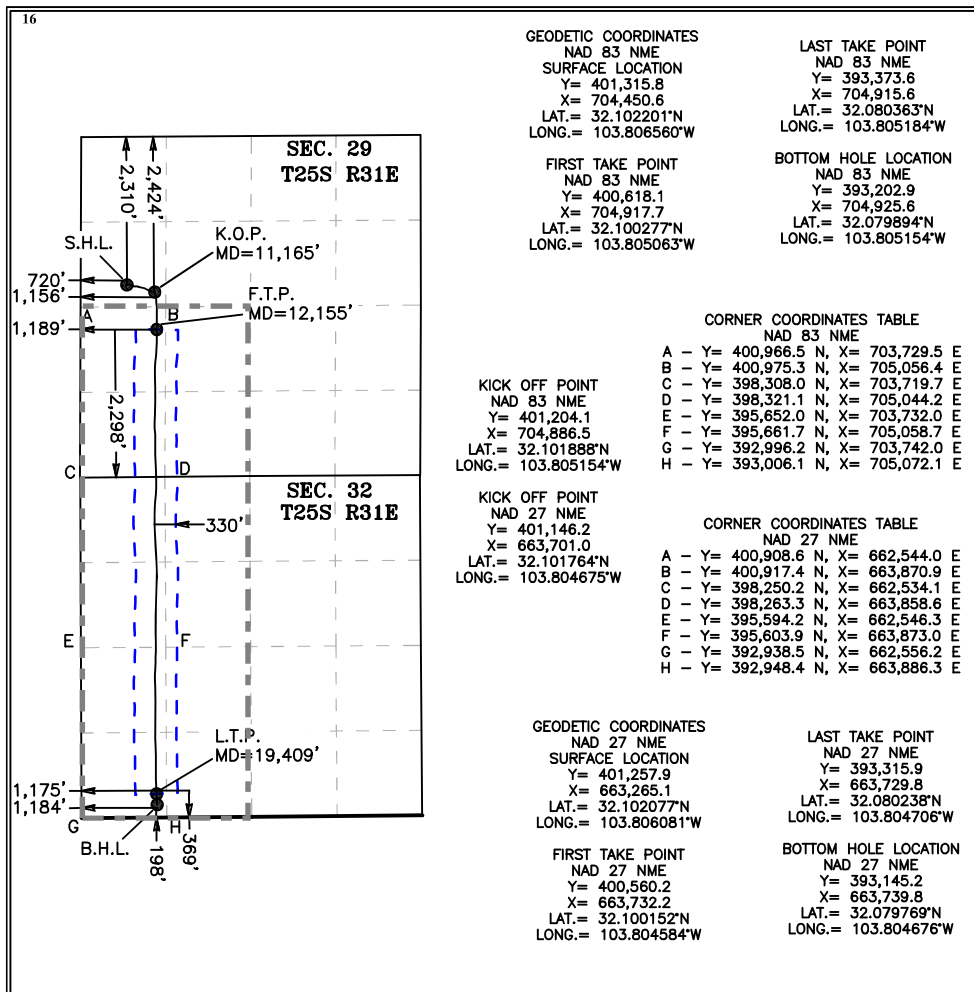 16
GEODETIC COORDINATES
NAD 83 NME
SURFACE LOCATION
Y= 401,315.8
X= 704,450.6
LAT.= 32.102201°N
LONG.= 103.806560°W
LAST TAKE POINT
NAD 83 NME
Y= 393,373.6
X= 704,915.6
LAT.= 32.080363°N
LONG.= 103.805184°W
FIRST TAKE POINT
NAD 83 NME
Y= 400,618.1
X= 704,917.7
LAT.= 32.100277°N
LONG.= 103.805063°W
BOTTOM HOLE LOCATION
NAD 83 NME
Y= 393,202.9
X= 704,925.6
LAT.= 32.079894°N
LONG.= 103.805154°W
SEC. 29
T25S R31E
2,310'
2,424'
S.H.L.
K.O.P.
MD=11,165'
720'
1,156'
F.T.P.
MD=12,155'
A
B
1,189'
2,298'
C
D
SEC. 32
T25S R31E
330'
E
F
L.T.P.
MD=19,409'
1,175'
1,184'
G
H
B.H.L.
198'
369'
KICK OFF POINT
NAD 83 NME
Y= 401,204.1
X= 704,886.5
LAT.= 32.101888°N
LONG.= 103.805154°W
KICK OFF POINT
NAD 27 NME
Y= 401,146.2
X= 663,701.0
LAT.= 32.101764°N
LONG.= 103.804675°W
CORNER COORDINATES TABLE
NAD 83 NME
A - Y= 400,966.5 N, X= 703,729.5 E
B - Y= 400,975.3 N, X= 705,056.4 E
C - Y= 398,308.0 N, X= 703,719.7 E
D - Y= 398,321.1 N, X= 705,044.2 E
E - Y= 395,652.0 N, X= 703,732.0 E
F - Y= 395,661.7 N, X= 705,058.7 E
G - Y= 392,996.2 N, X= 703,742.0 E
H - Y= 393,006.1 N, X= 705,072.1 E
CORNER COORDINATES TABLE
NAD 27 NME
A - Y= 400,908.6 N, X= 662,544.0 E
B - Y= 400,917.4 N, X= 663,870.9 E
C - Y= 398,250.2 N, X= 662,534.1 E
D - Y= 398,263.3 N, X= 663,858.6 E
E - Y= 395,594.2 N, X= 662,546.3 E
F - Y= 395,603.9 N, X= 663,873.0 E
G - Y= 392,938.5 N, X= 662,556.2 E
H - Y= 392,948.4 N, X= 663,886.3 E
GEODETIC COORDINATES
NAD 27 NME
SURFACE LOCATION
Y= 401,257.9
X= 663,265.1
LAT.= 32.102077°N
LONG.= 103.806081°W
LAST TAKE POINT
NAD 27 NME
Y= 393,315.9
X= 663,729.8
LAT.= 32.080238°N
LONG.= 103.804706°W
FIRST TAKE POINT
NAD 27 NME
Y= 400,560.2
X= 663,732.2
LAT.= 32.100152°N
LONG.= 103.804584°W
BOTTOM HOLE LOCATION
NAD 27 NME
Y= 393,145.2
X= 663,739.8
LAT.= 32.079769°N
LONG.= 103.804676°W